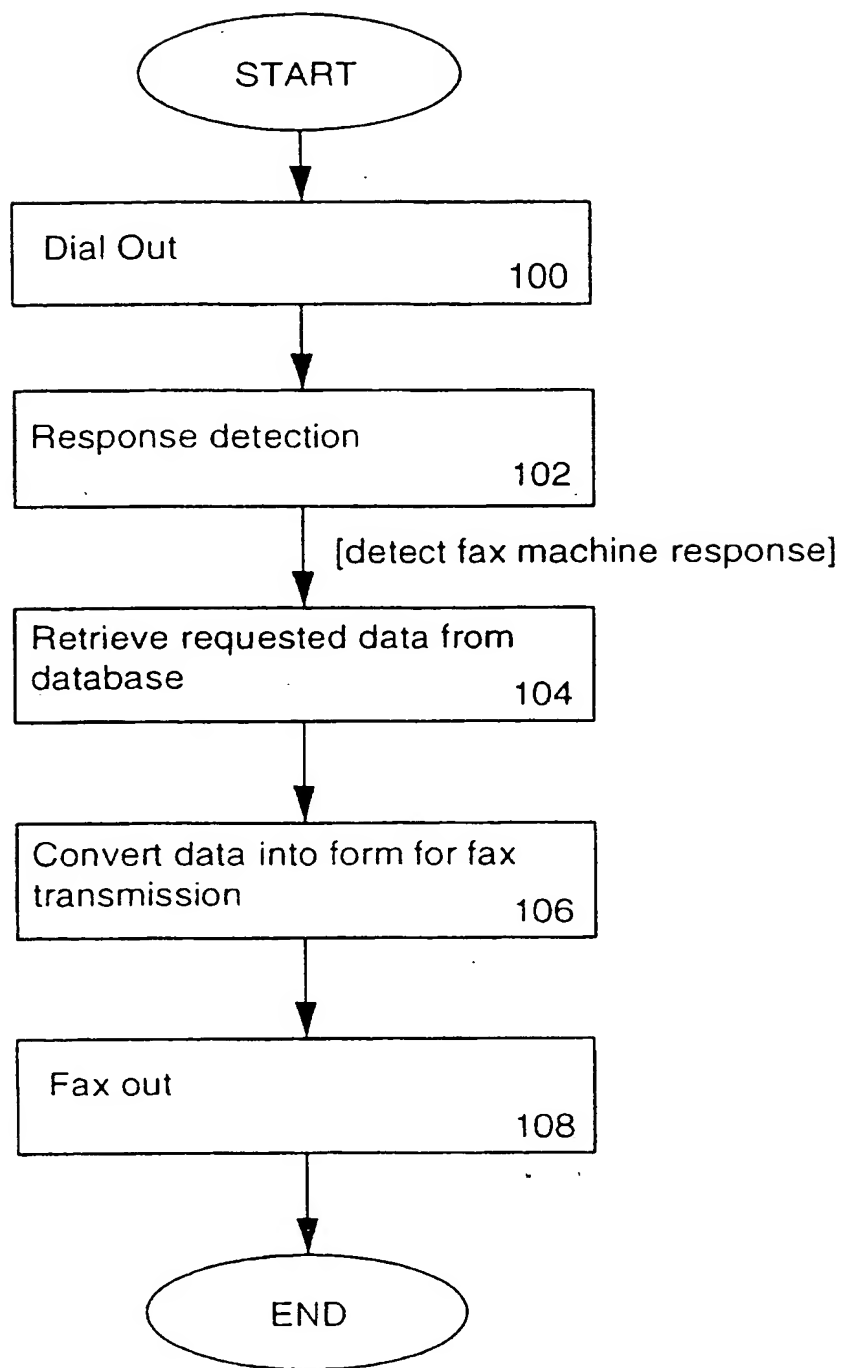 START
Dial Out
100
Response detection
102
[detect fax machine response]
Retrieve requested data from
database
104
Convert data into form for fax
transmission
106
Fax out
108
END